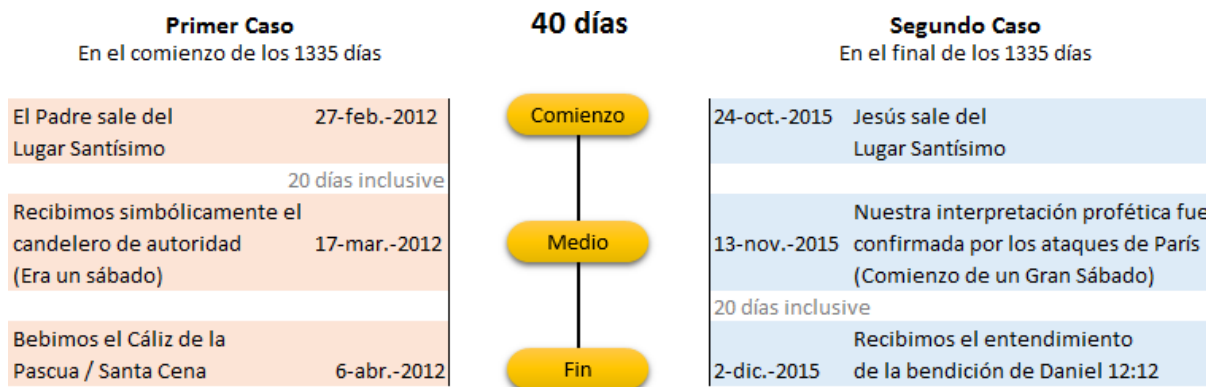 Primer Caso
En el comienzo de los 1335 días
40 días
Segundo Caso
En el final de los 1335 días
El Padre sale del 27-feb.-2012
Lugar Santísimo
20 días inclusive
Recibimos simbólicamente el
candelero de autoridad 17-mar.-2012
(Era un sábado)
Bebimos el Cáliz de la
Pascua / Santa Cena 6-abr.-2012
Comienzo
Medio
Fin
24-oct.-2015 Jesús sale del
Lugar Santísimo
Nuestra interpretación profética fue
13-nov.-2015 confirmada por los ataques de París
(Comienzo de un Gran Sábado)
20 días inclusive
Recibimos el entendimiento
2-dic.-2015 de la bendición de Daniel 12:12